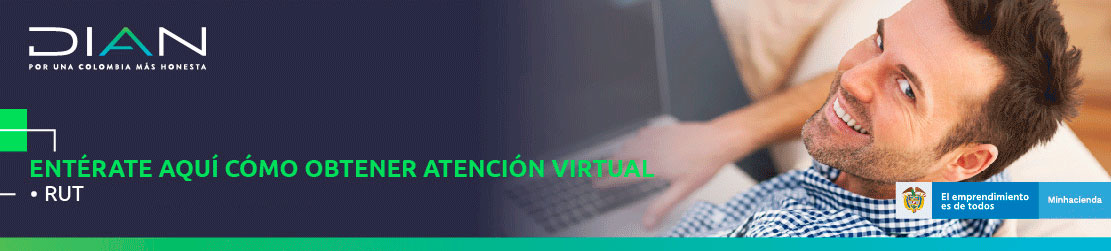 DIAN
POR UNA COLOMBIA MÁS HONESTA
ENTÉRATE AQUÍ CÓMO OBTENER ATENCIÓN VIRTUAL
• RUT
El emprendimiento
es de todos
Minhacienda